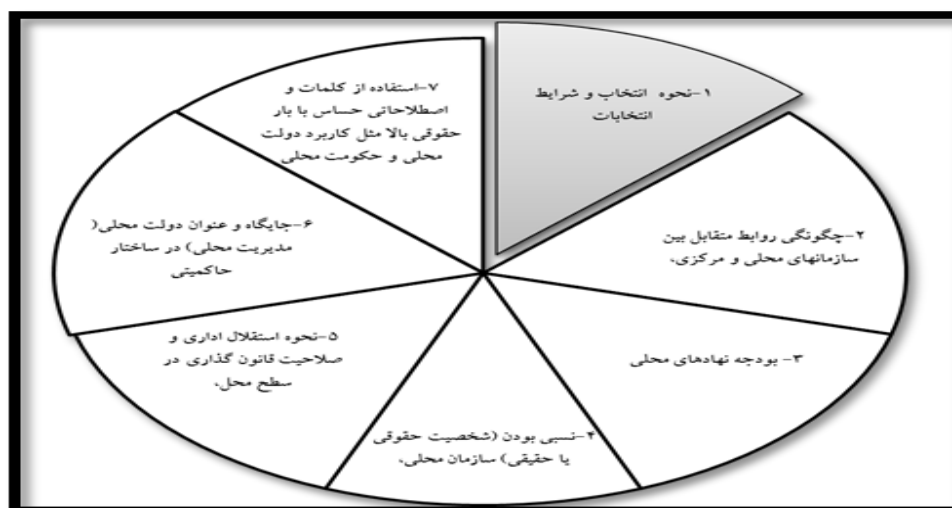 ۱-نحوه انتخاب و شرایط
انتخابات
۲-چگونگی روابط متقابل بین
سازمانهای محلی و مرکزی،
۳- بودجه نهادهای محلی
۴-نسبی بودن (شخصیت حقوقی
یا حقیقی) سازمان محلی،
۵-نحوه استقلال اداری و
صلاحیت قانون گذاری در
سطح محل،
۶-جایگاه و عنوان دولت محلی(
مدیریت محلی) در ساختار
حاکمیتی
۷-استفاده از کلمات و
اصطلاحاتی حساس با بار
حقوقی بالا مثل کاربرد دولت
محلی و حکومت محلی